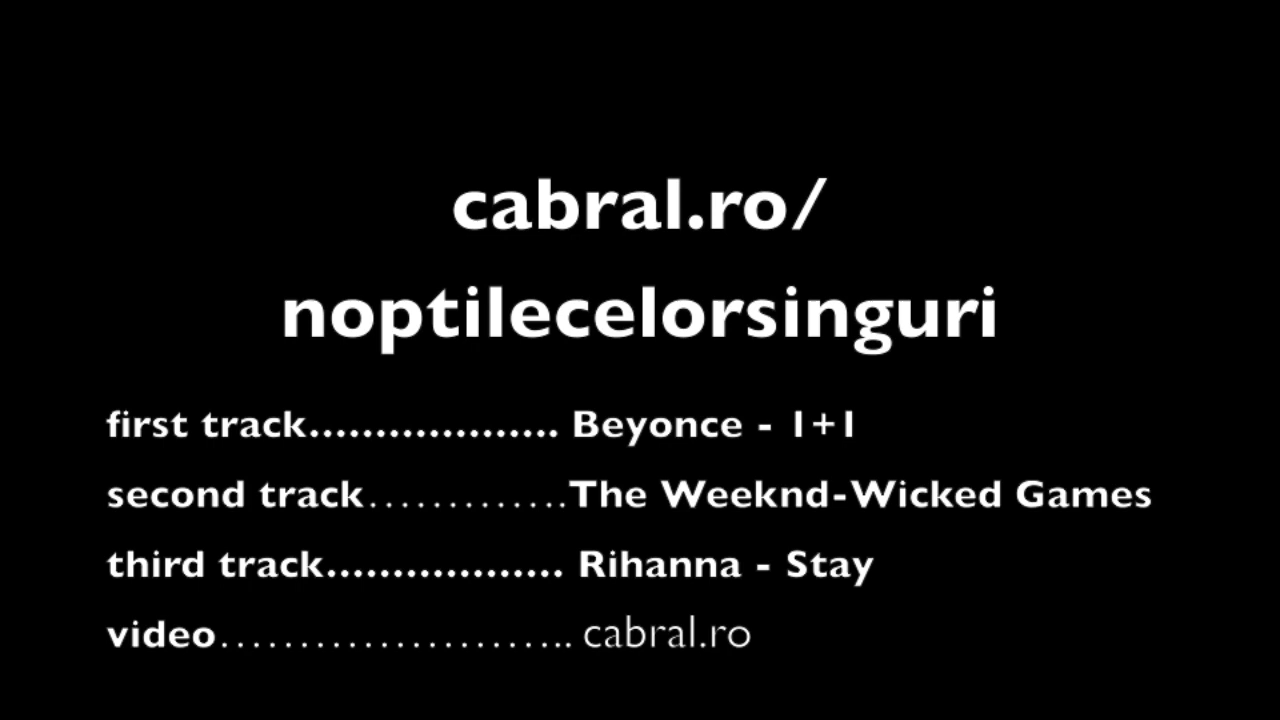 cabral.ro/
noptilecelorsinguri
first track................... Beyonce - 1+1
second track.............The Weeknd-Wicked Games
third track.................. Rihanna - Stay
video....................... cabral.ro